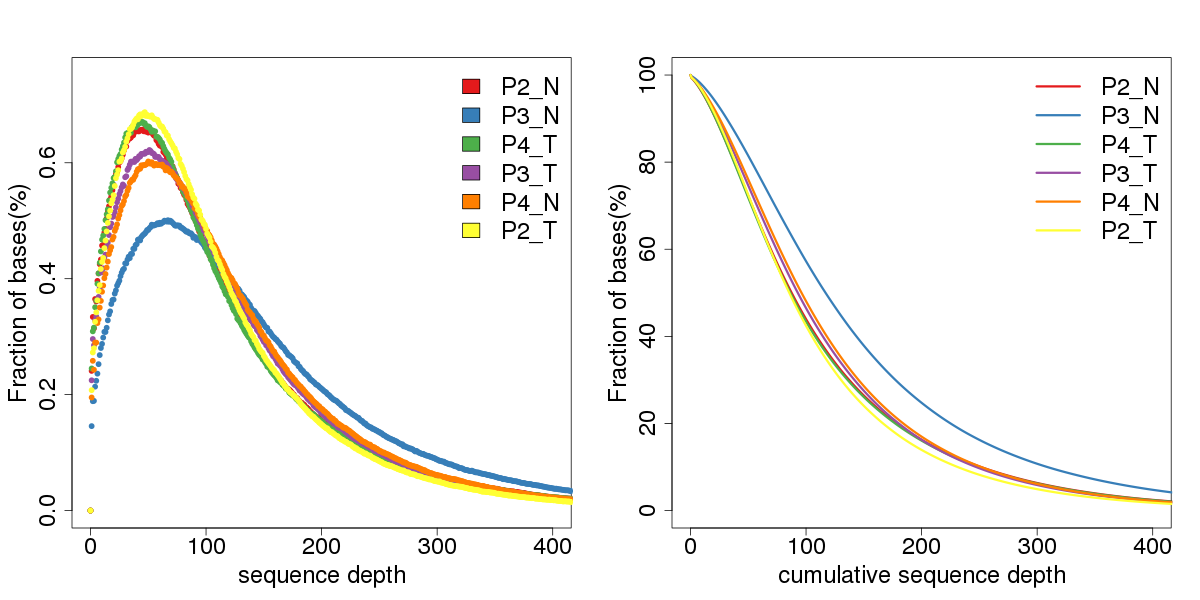 Fraction of bases(%)
0.0
0.2
0.4
0.6
P2_N
P3_N
P4_T
P3_T
P4_N
P2_T
0 100 200 300 400
sequence depth
Fraction of bases(%)
0
20
40
60
80
100
P2_N
P3_N
P4_T
P3_T
P4_N
P2_T
0 100 200 300 400
cumulative sequence depth